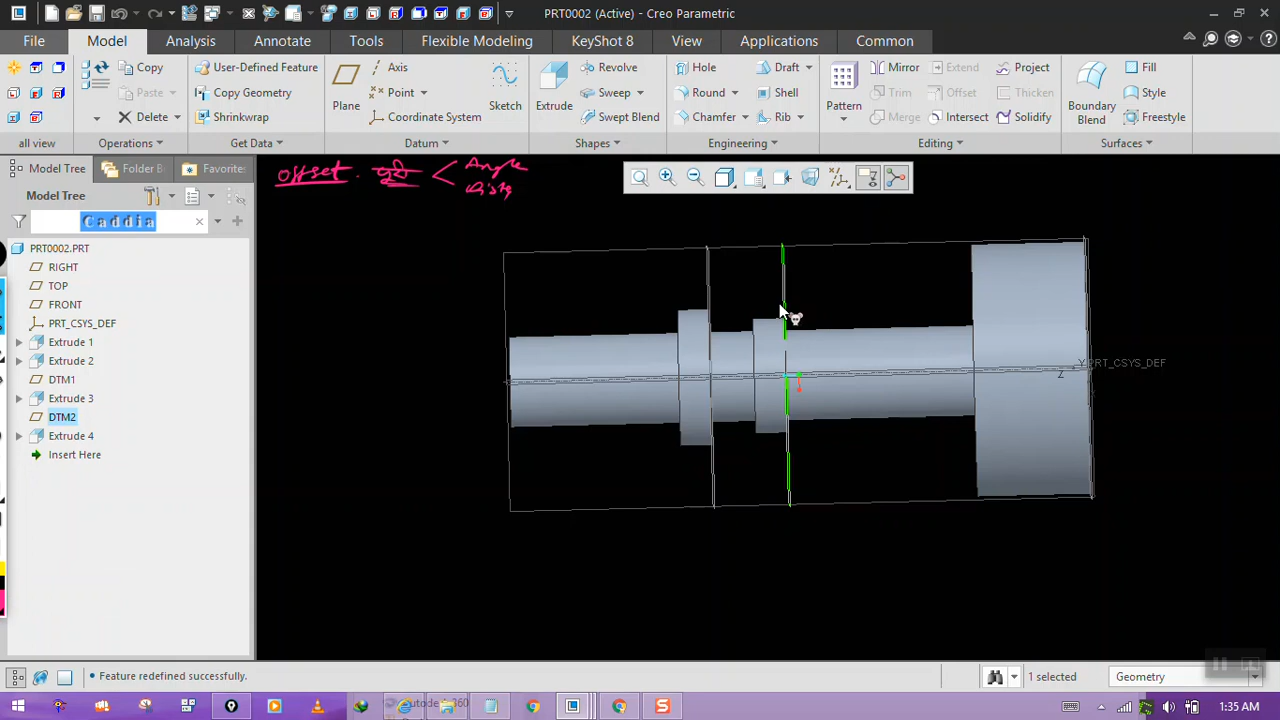 PRT0002 (Active) - Creo Parametric
File Model Analysis Annotate Tools Flexible Modeling KeyShot 8 View Applications Common
Copy User-Defined Feature Axis Revolve Hole Draft Mirror Extend Project Fill
Paste Copy Geometry Plane Point Sketch Extrude Sweep Round Shell Pattern Trim Offset Thicken Boundary Blend Style
Delete Shrinkwrap Coordinate System Swept Blend Chamfer Rib Merge Intersect Solidify Freestyle
all view Operations Get Data Datum Shapes Engineering Editing Surfaces
Model Tree Folder B Favorite
offset. Angle
Model Tree
Caddia
PRT0002.PRT
RIGHT
TOP
FRONT
PRT_CSYS_DEF
Extrude 1
Extrude 2
DTM1
Extrude 3
DTM2
Extrude 4
Insert Here
Y PRT_CSYS_DEF
Z
Feature redefined successfully. 1 selected Geometry
Autodesk 360
1:35 AM